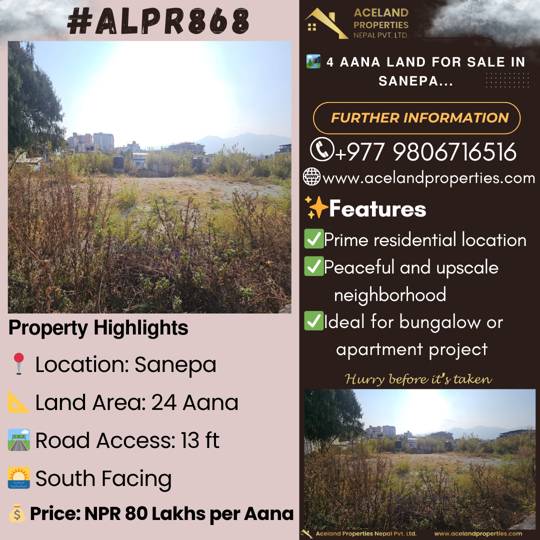 #ALPR868
Property Highlights
📍 Location: Sanepa
📐 Land Area: 24 Aana
🛣️ Road Access: 13 ft
🌅 South Facing
💰 Price: NPR 80 Lakhs per Aana
ACELAND
PROPERTIES
NEPAL PVT. LTD.
🏞️ 4 AANA LAND FOR SALE IN
SANEPA...
FURTHER INFORMATION
+977 9806716516
www.acelandproperties.com
✨Features
✅Prime residential location
✅Peaceful and upscale
neighborhood
✅Ideal for bungalow or
apartment project
Hurry before it's taken
Aceland Properties Nepal Pvt. Ltd. www.acelandproperties.com